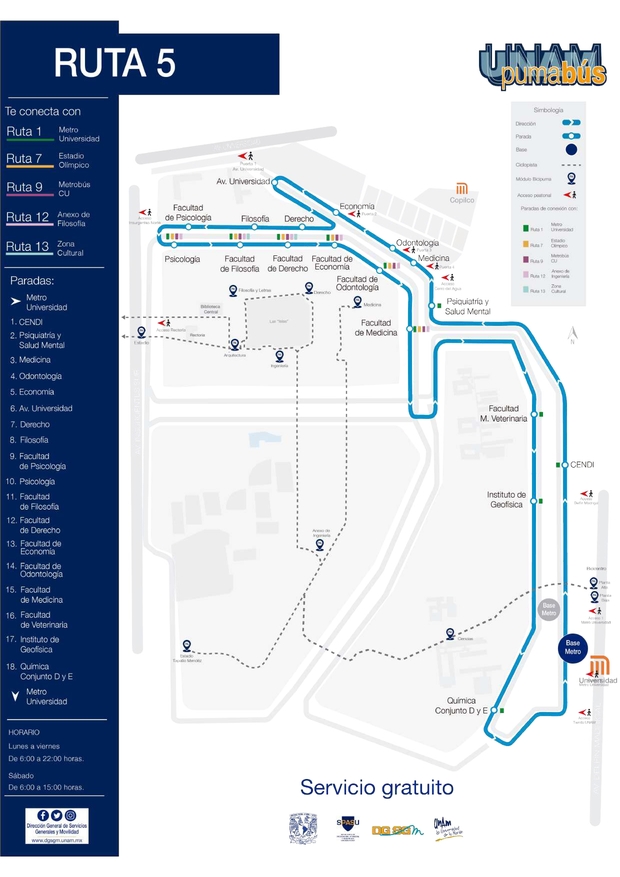 RUTA 5
UNAM
pumabús
Te conecta con
Ruta 1
Metro
Universidad
Ruta 7
Estadio
Olímpico
Ruta 9
Metrobús
CU
Ruta 12
Anexo de
Filosofía
Ruta 13
Zona
Cultural
Paradas:
Metro
Universidad
1. CENDI
2. Psiquiatría y
Salud Mental
3. Medicina
4. Odontología
5. Economía
6. Av. Universidad
7. Derecho
8. Filosofía
9. Facultad
de Psicología
10. Psicología
11. Facultad
de Filosofía
12. Facultad
de Derecho
13. Facultad de
Economía
14. Facultad de
Odontología
15. Facultad
de Medicina
16. Facultad
de Veterinaria
17. Instituto de
Geofísica
18. Química
Conjunto D y E
Metro
Universidad
HORARIO
Lunes a viernes
De 6:00 a 22:00 horas.
Sábado
De 6:00 a 15:00 horas.
Dirección General de Servicios
Generales y Movilidad
www.dgsgm.unam.mx
Simbología
Dirección
Parada
Base
Ciclopista
Módulo Bicipuma
Acceso peatonal
Paradas de conexión con:
Ruta 1
Metro
Universidad
Ruta 7
Estadio
Olímpico
Ruta 9
Metrobús
CU
Ruta 12
Anexo de
Ingeniería
Ruta 13
Zona
Cultural
Av. Universidad
Economía
Copilco
Facultad
de Psicología
Filosofía
Derecho
Odontología
Medicina
Psicología
Facultad
de Filosofía
Facultad
de Derecho
Facultad de
Economía
Facultad de
Odontología
Psiquiatría y
Salud Mental
Filosofía y Letras
Derecho
Medicina
Biblioteca
Central
Rectoría
Las "Islas"
Facultad
de Medicina
Estadio
Arquitectura
Ingeniería
N
Facultad
M. Veterinaria
CENDI
Instituto de
Geofísica
Anexo de
Ingeniería
Base
Metro
Base
Metro
Universidad
Química
Conjunto D y E
Servicio gratuito
DGSGM